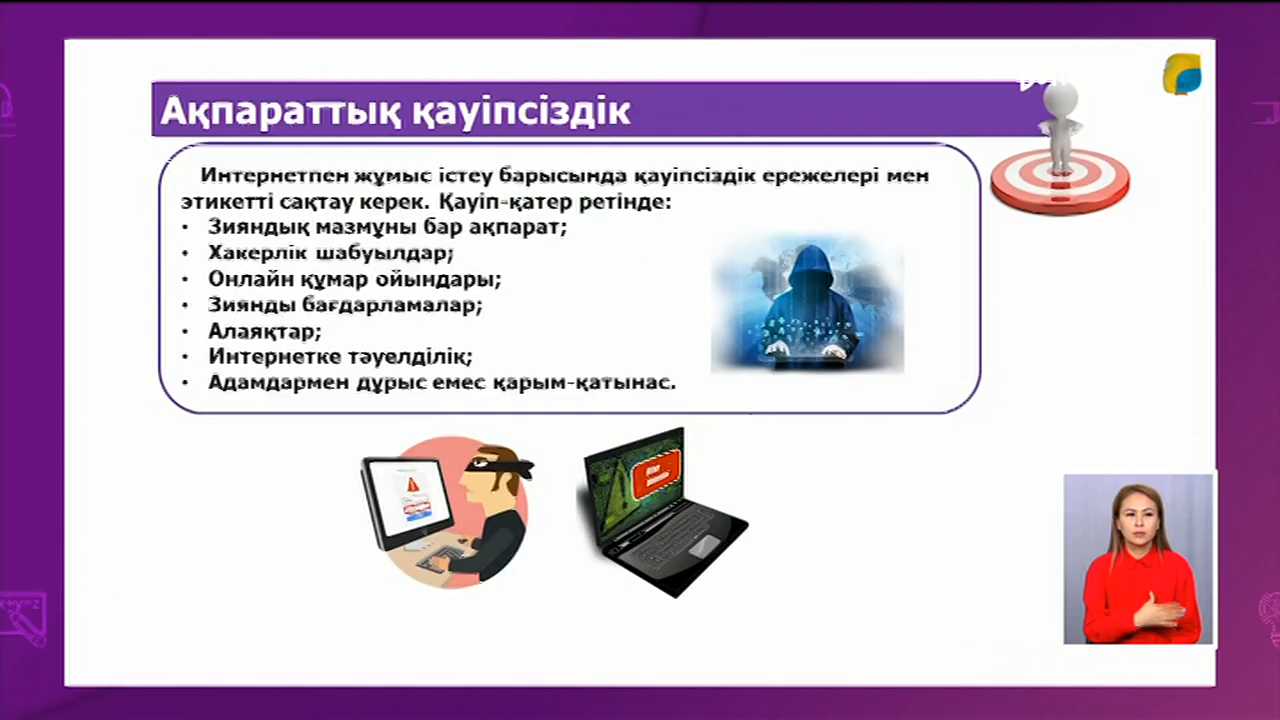 Ақпараттық қауіпсіздік
Интернетпен жұмыс істеу барысында қауіпсіздік ережелері мен
этикетті сақтау керек. Қауіп-қатер ретінде:
• Зияндық мазмұны бар ақпарат;
• Хакерлік шабуылдар;
• Онлайн құмар ойындары;
• Зиянды бағдарламалар;
• Алаяқтар;
• Интернетке тәуелділік;
• Адамдармен дұрыс емес қарым-қатынас.
x+y=z